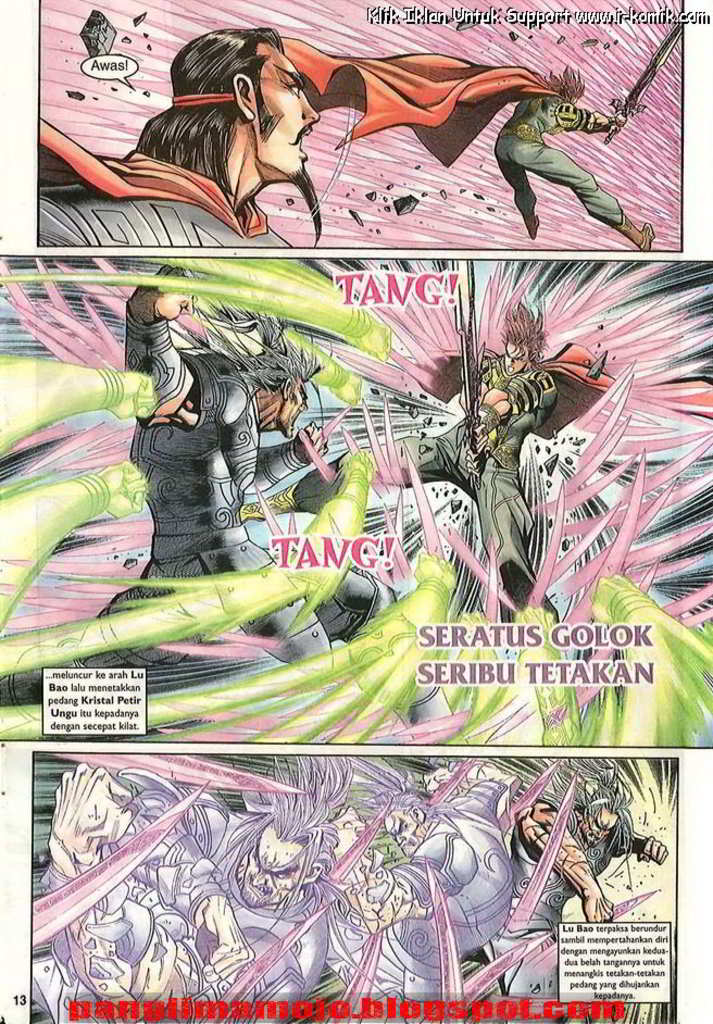 Klik Iklan Untuk Support www.i-komik.com
Awas!
TANG!
TANG!
SERATUS GOLOK
SERIBU TETAKAN
...meluncur ke arah Lu
Bao lalu menetakkan
pedang Kristal Petir
Ungu itu kepadanya
dengan secepat kilat.
Lu Bao terpaksa berundur
sambil mempertahankan diri
dengan mengayunkan kedua-
dua belah tangannya untuk
menangkis tetakan-tetakan
pedang yang dihujankan
kepadanya.
13
panglimamojo.blogspot.com